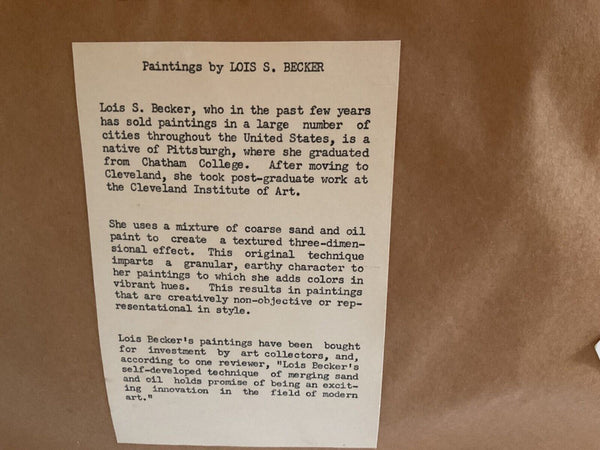 Paintings by LOIS S. BECKER
Lois S. Becker, who in the past few years
has sold paintings in a large number of
cities throughout the United States, is a
native of Pittsburgh, where she graduated
from Chatham College. After moving to
Cleveland, she took post-graduate work at
the Cleveland Institute of Art.
She uses a mixture of coarse sand and oil
paint to create a textured three-dimen-
sional effect. This original technique
imparts a granular, earthy character to
her paintings to which she adds colors in
vibrant hues. This results in paintings
that are creatively non-objective or rep-
resentational in style.
Lois Becker's paintings have been bought
for investment by art collectors, and,
according to one reviewer, "Lois Becker's
self-developed technique of merging sand
and oil holds promise of being an excit-
ing innovation in the field of modern
art."